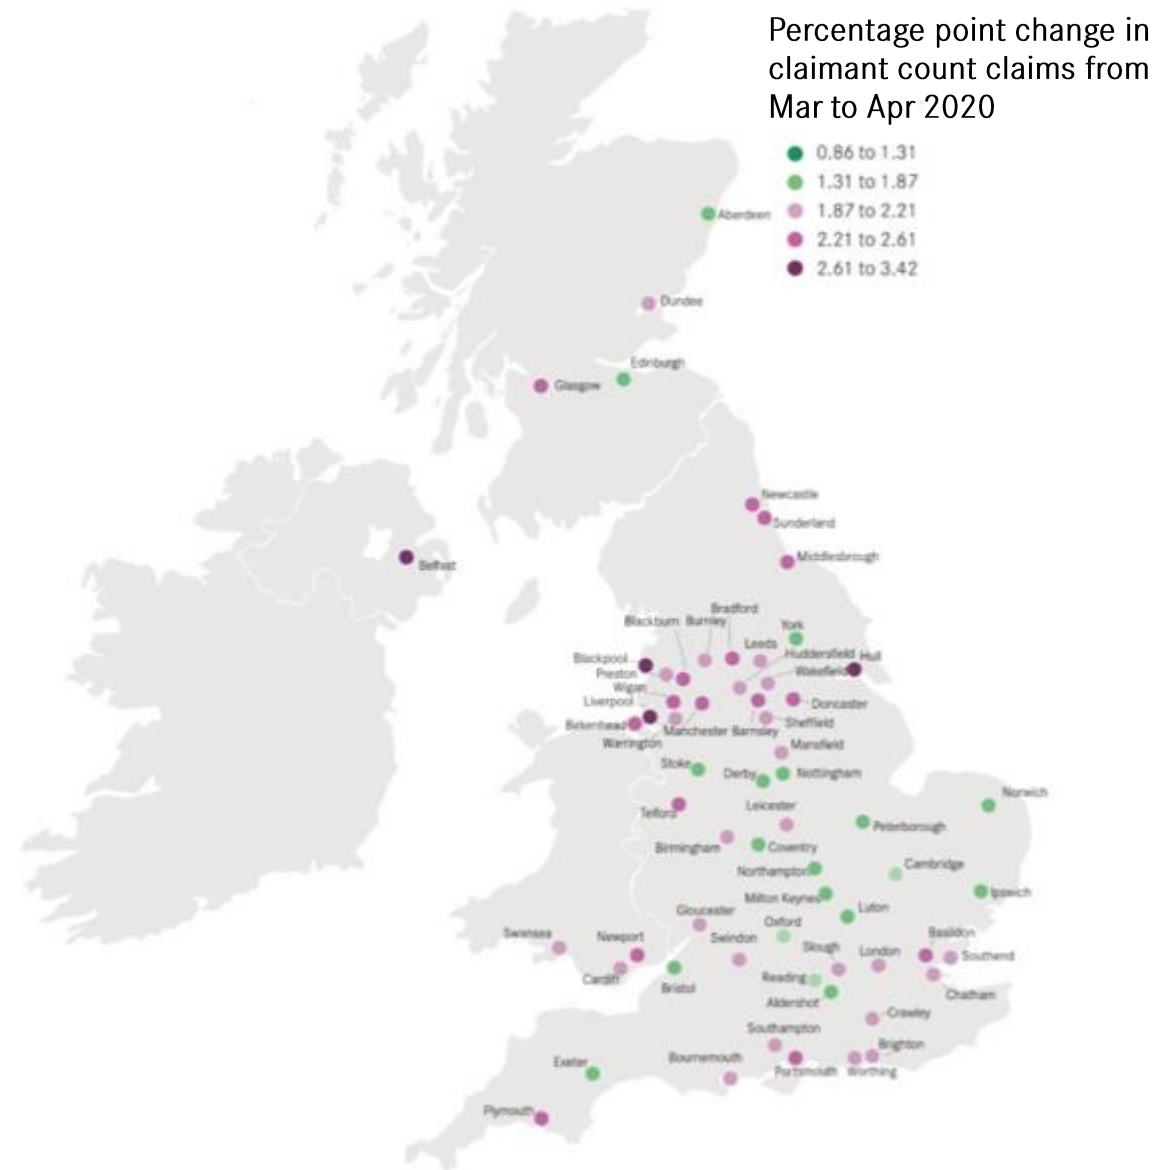 Percentage point change in
claimant count claims from
Mar to Apr 2020
0.86 to 1.31
1.31 to 1.87
1.87 to 2.21
2.21 to 2.61
2.61 to 3.42
Aberdeen
Dundee
Edinburgh
Glasgow
Newcastle
Sunderland
Middlesbrough
Belfast
Bradford
Blackburn
Burnley
York
Leeds
Huddersfield
Hull
Blackpool
Wakefield
Preston
Wigan
Liverpool
Doncaster
Birkenhead
Sheffield
Manchester
Barnsley
Warrington
Mansfield
Stoke
Derby
Nottingham
Norwich
Telford
Leicester
Peterborough
Birmingham
Coventry
Cambridge
Northampton
Ipswich
Milton Keynes
Luton
Gloucester
Oxford
Swansea
Newport
Swindon
Slough
London
Basildon
Southend
Cardiff
Bristol
Reading
Aldershot
Chatham
Crawley
Southampton
Brighton
Exeter
Bournemouth
Portsmouth
Worthing
Plymouth